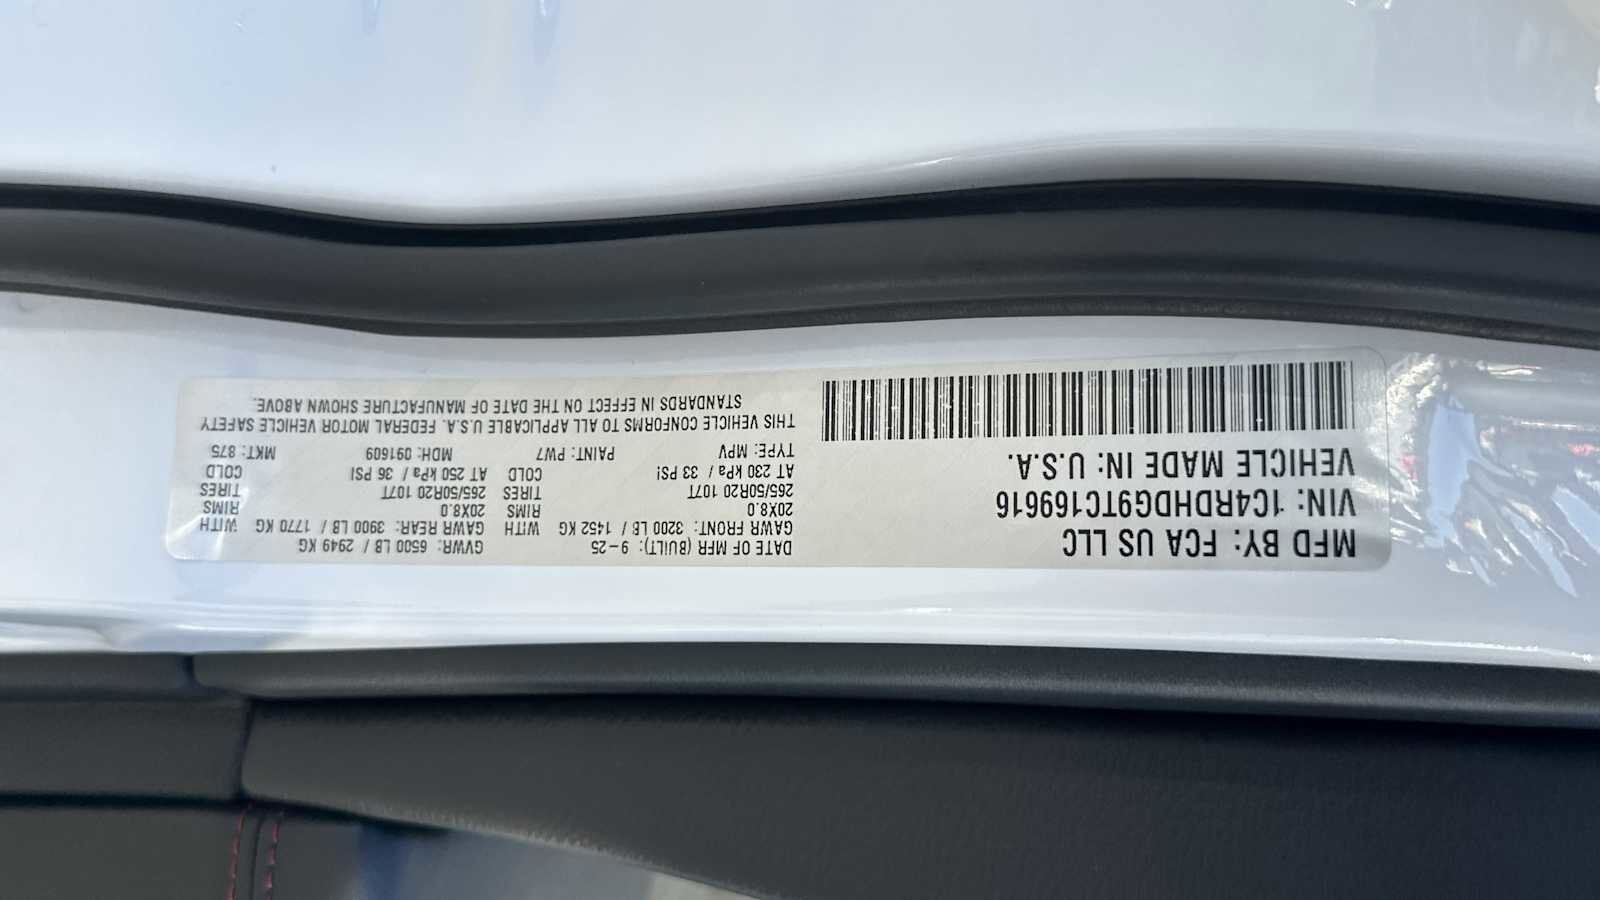 MFD BY: FCA US LLC
VIN: 1C4RDHDG9TC169616
VEHICLE MADE IN: U.S.A.
DATE OF MFR (BUILT): 9-25 GVWR: 6500 LB / 2949 KG
GAWR FRONT: 3200 LB / 1452 KG WITH GAWR REAR: 3900 LB / 1770 KG WITH
20X8.0 RIMS 20X8.0 RIMS
265/50R20 107T TIRES 265/50R20 107T TIRES
AT 230 kPa / 33 PSI COLD AT 250 kPa / 36 PSI COLD
TYPE: MPV PAINT: PW7 MDH: 091609 MKT: 875
THIS VEHICLE CONFORMS TO ALL APPLICABLE U.S.A. FEDERAL MOTOR VEHICLE SAFETY
STANDARDS IN EFFECT ON THE DATE OF MANUFACTURE SHOWN ABOVE.